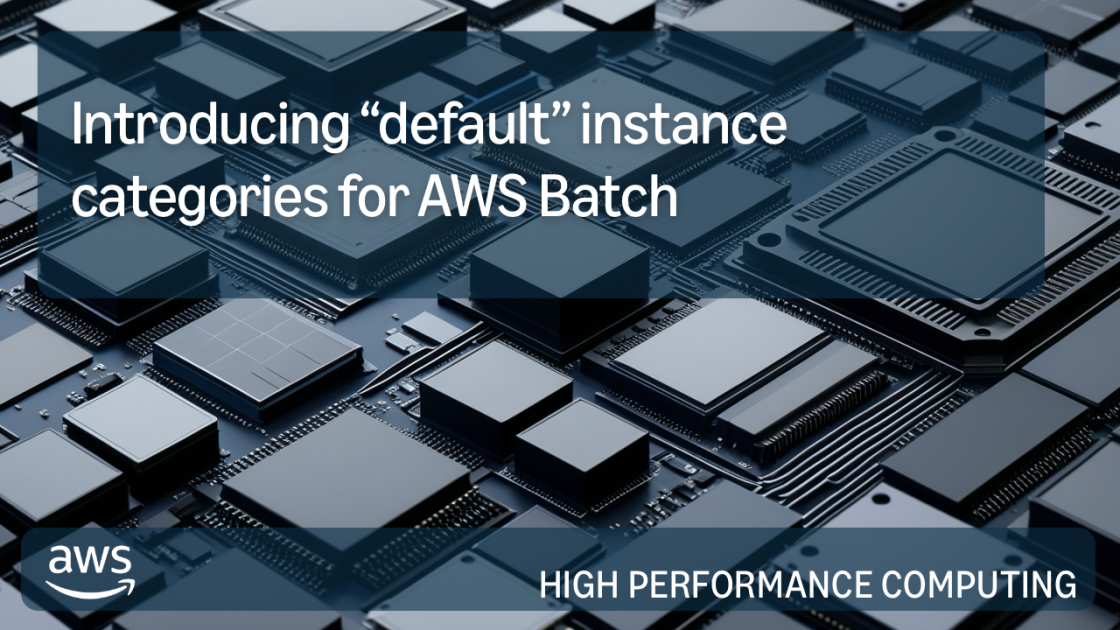 Introducing “default” instance
categories for AWS Batch
aws
HIGH PERFORMANCE COMPUTING